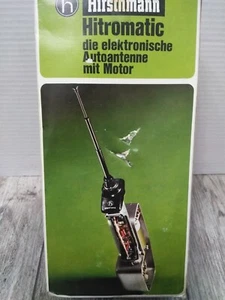 h
Hirschmann
Hitromatic
die elektronische
Autoantenne
mit Motor